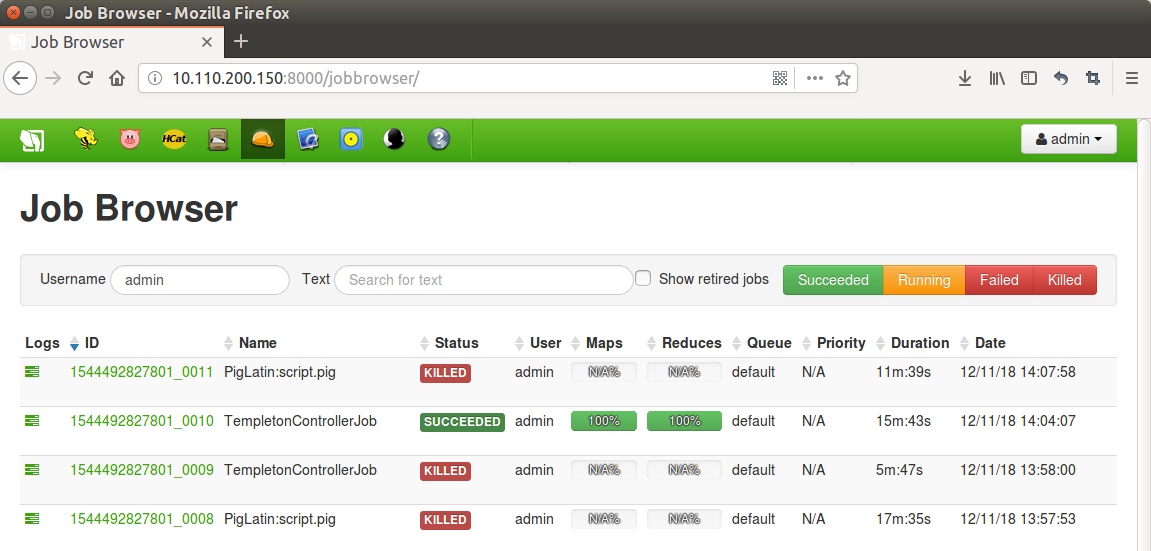 Job Browser - Mozilla Firefox
Job Browser
10.110.200.150:8000/jobbrowser/
HCat
?
admin
Job Browser
Username admin Text Search for text Show retired jobs Succeeded Running Failed Killed
Logs ID Name Status User Maps Reduces Queue Priority Duration Date
1544492827801_0011 PigLatin:script.pig KILLED admin N/A% N/A% default N/A 11m:39s 12/11/18 14:07:58
1544492827801_0010 TempletonControllerJob SUCCEEDED admin 100% 100% default N/A 15m:43s 12/11/18 14:04:07
1544492827801_0009 TempletonControllerJob KILLED admin N/A% N/A% default N/A 5m:47s 12/11/18 13:58:00
1544492827801_0008 PigLatin:script.pig KILLED admin N/A% N/A% default N/A 17m:35s 12/11/18 13:57:53